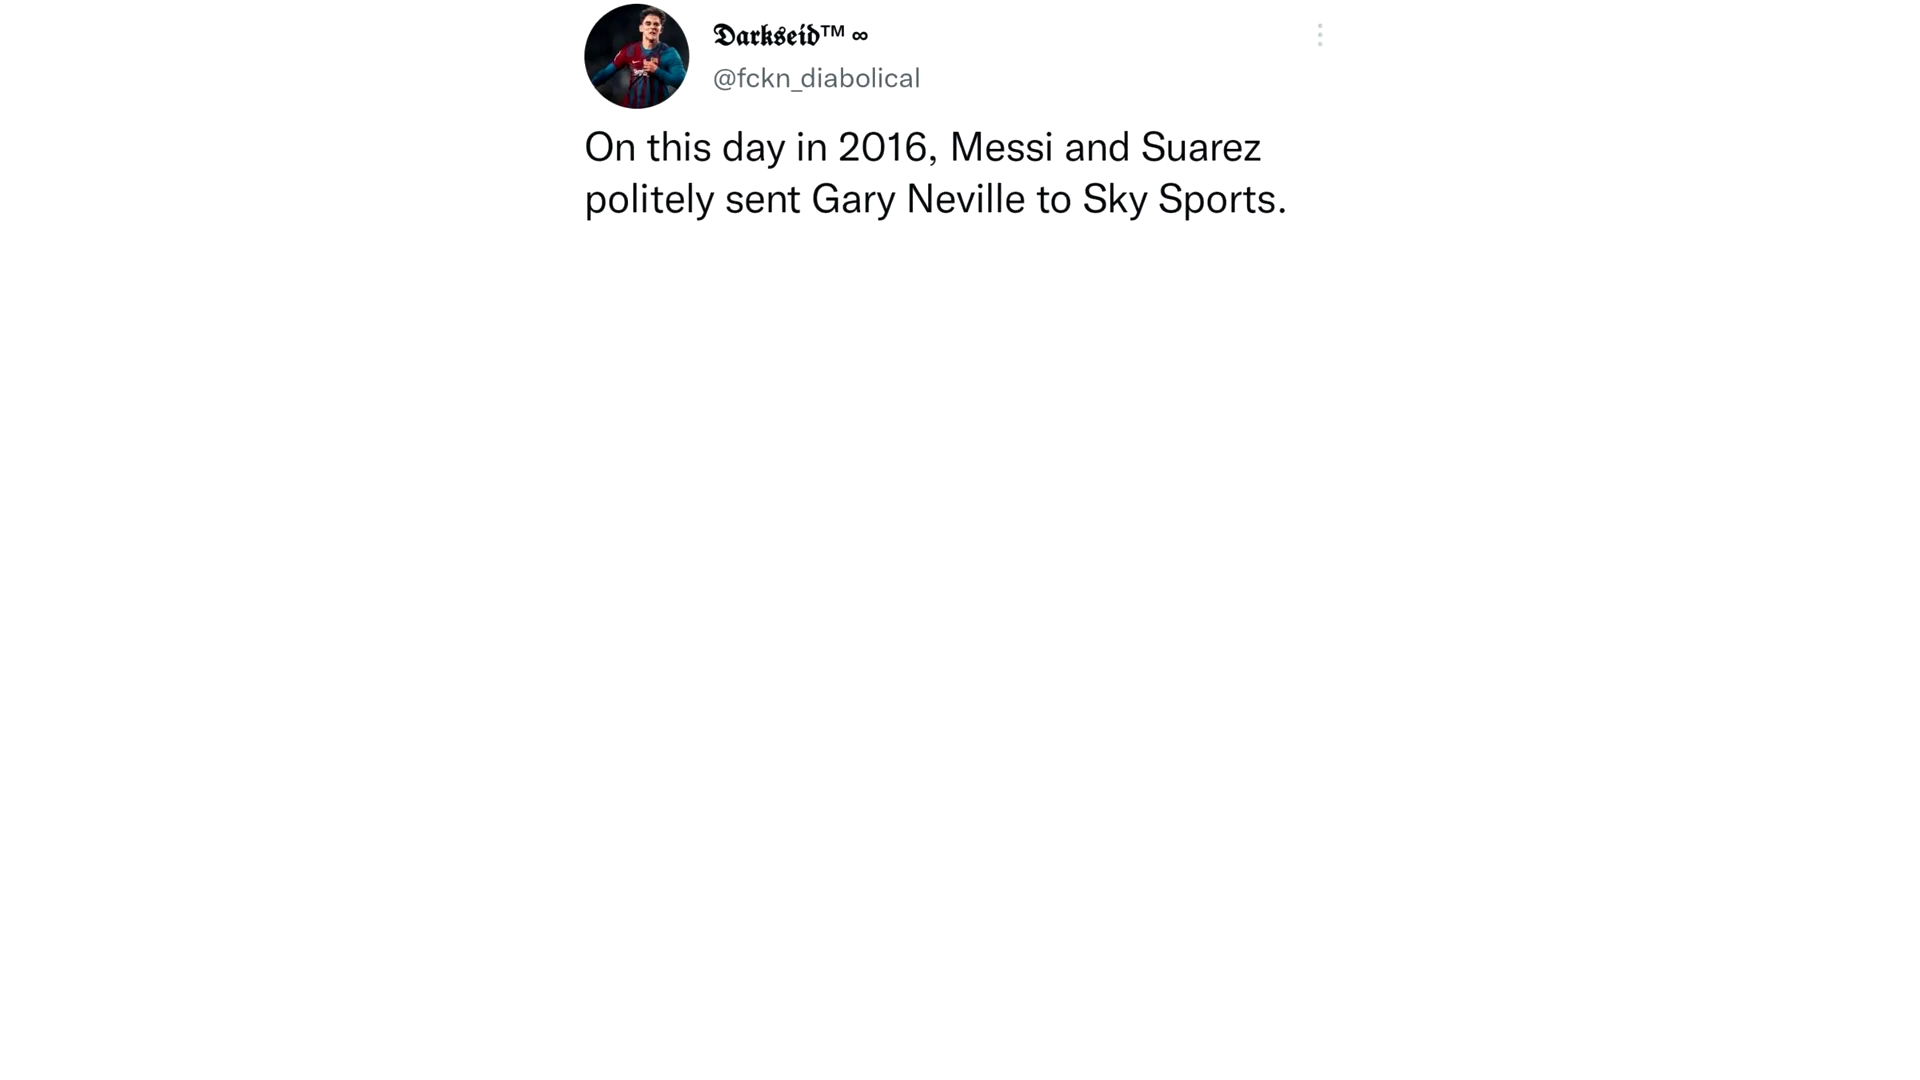 𝕯𝖆𝖗𝖐𝖘𝖊𝖎𝖉™ ∞
@fckn_diabolical
On this day in 2016, Messi and Suarez
politely sent Gary Neville to Sky Sports.